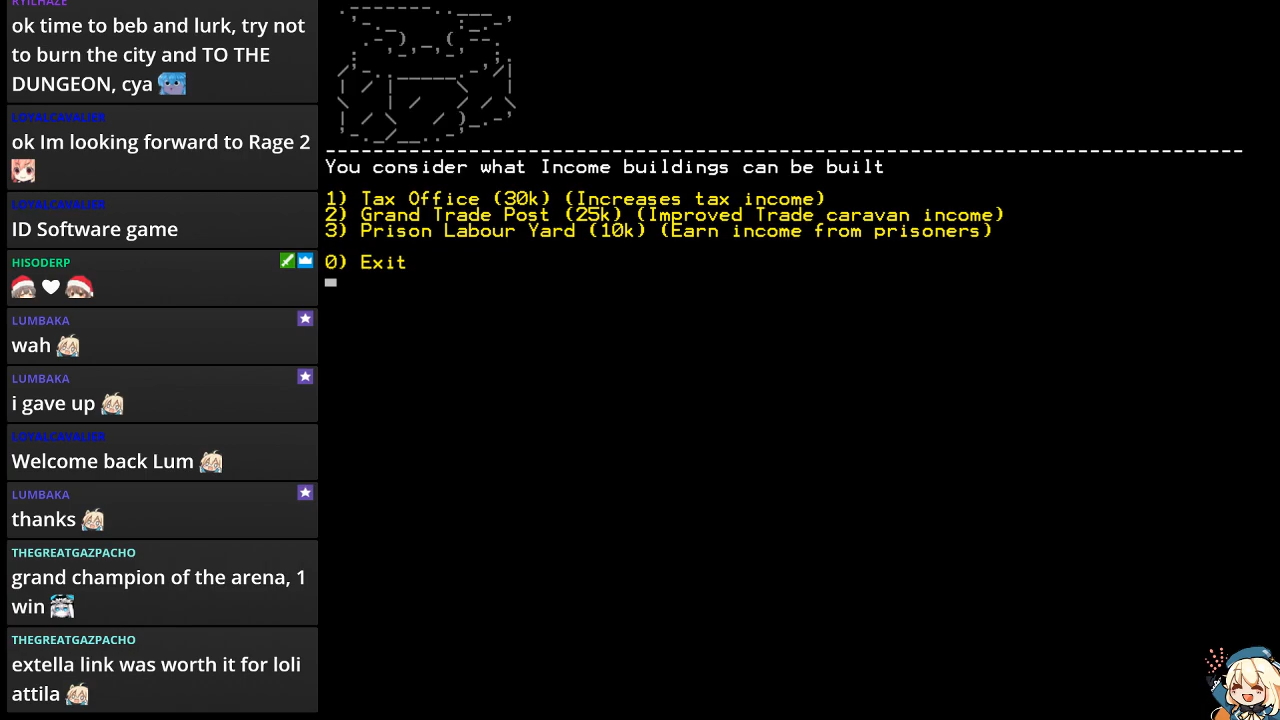 RYILHAZE
ok time to beb and lurk, try not
to burn the city and TO THE
DUNGEON, cya
LOYALCAVALIER
ok Im looking forward to Rage 2
LOYALCAVALIER
ID Software game
HISODERP
LUMBAKA
wah
LUMBAKA
i gave up
LOYALCAVALIER
Welcome back Lum
LUMBAKA
thanks
THEGREATGAZPACHO
grand champion of the arena, 1
win
THEGREATGAZPACHO
extella link was worth it for loli
attila
You consider what Income buildings can be built
1) Tax Office (30k) (Increases tax income)
2) Grand Trade Post (25k) (Improved Trade caravan income)
3) Prison Labour Yard (10k) (Earn income from prisoners)
0) Exit